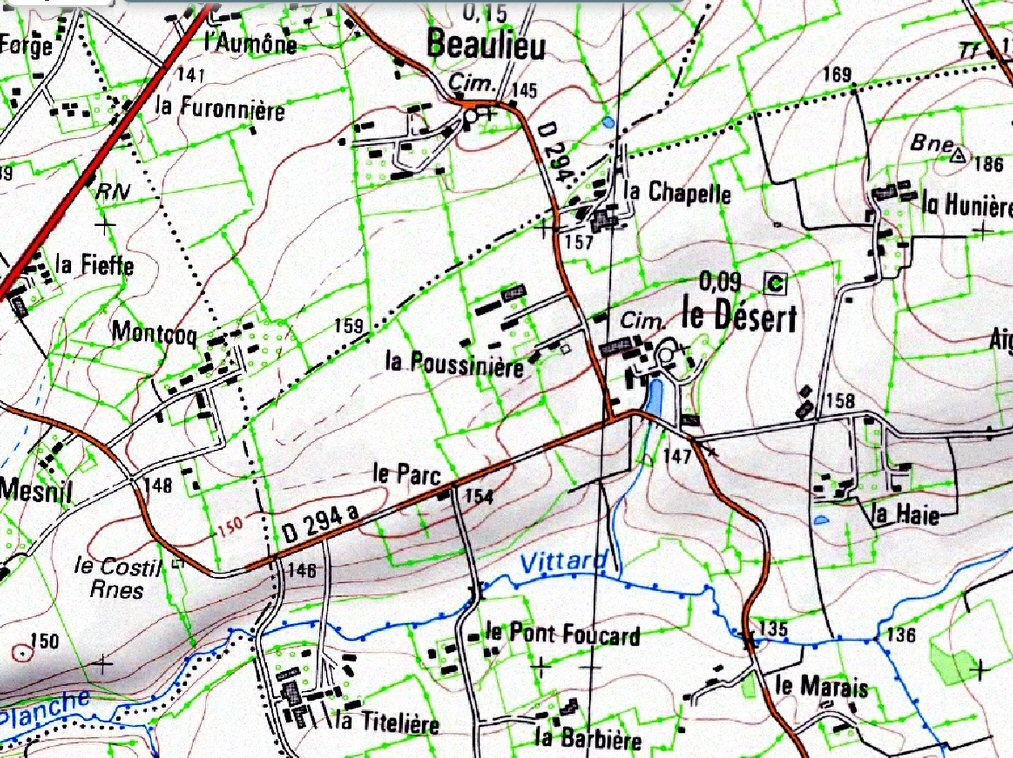 0,15
Forge
l'Aumône
Beaulieu
Tf
141
Cim.
145
169
la Furonnière
D 294
Bne
186
RN
la Chapelle
la Hunière
157
la Fieffe
0,09
C
Montcoq
159
Cim.
le Désert
la Poussinière
158
147
le Parc
Mesnil
148
154
la Haie
150
D 294 a
le Costil
Rnes
146
Vittard
150
le Pont Foucard
135
136
le Marais
Planche
la Titelière
la Barbière